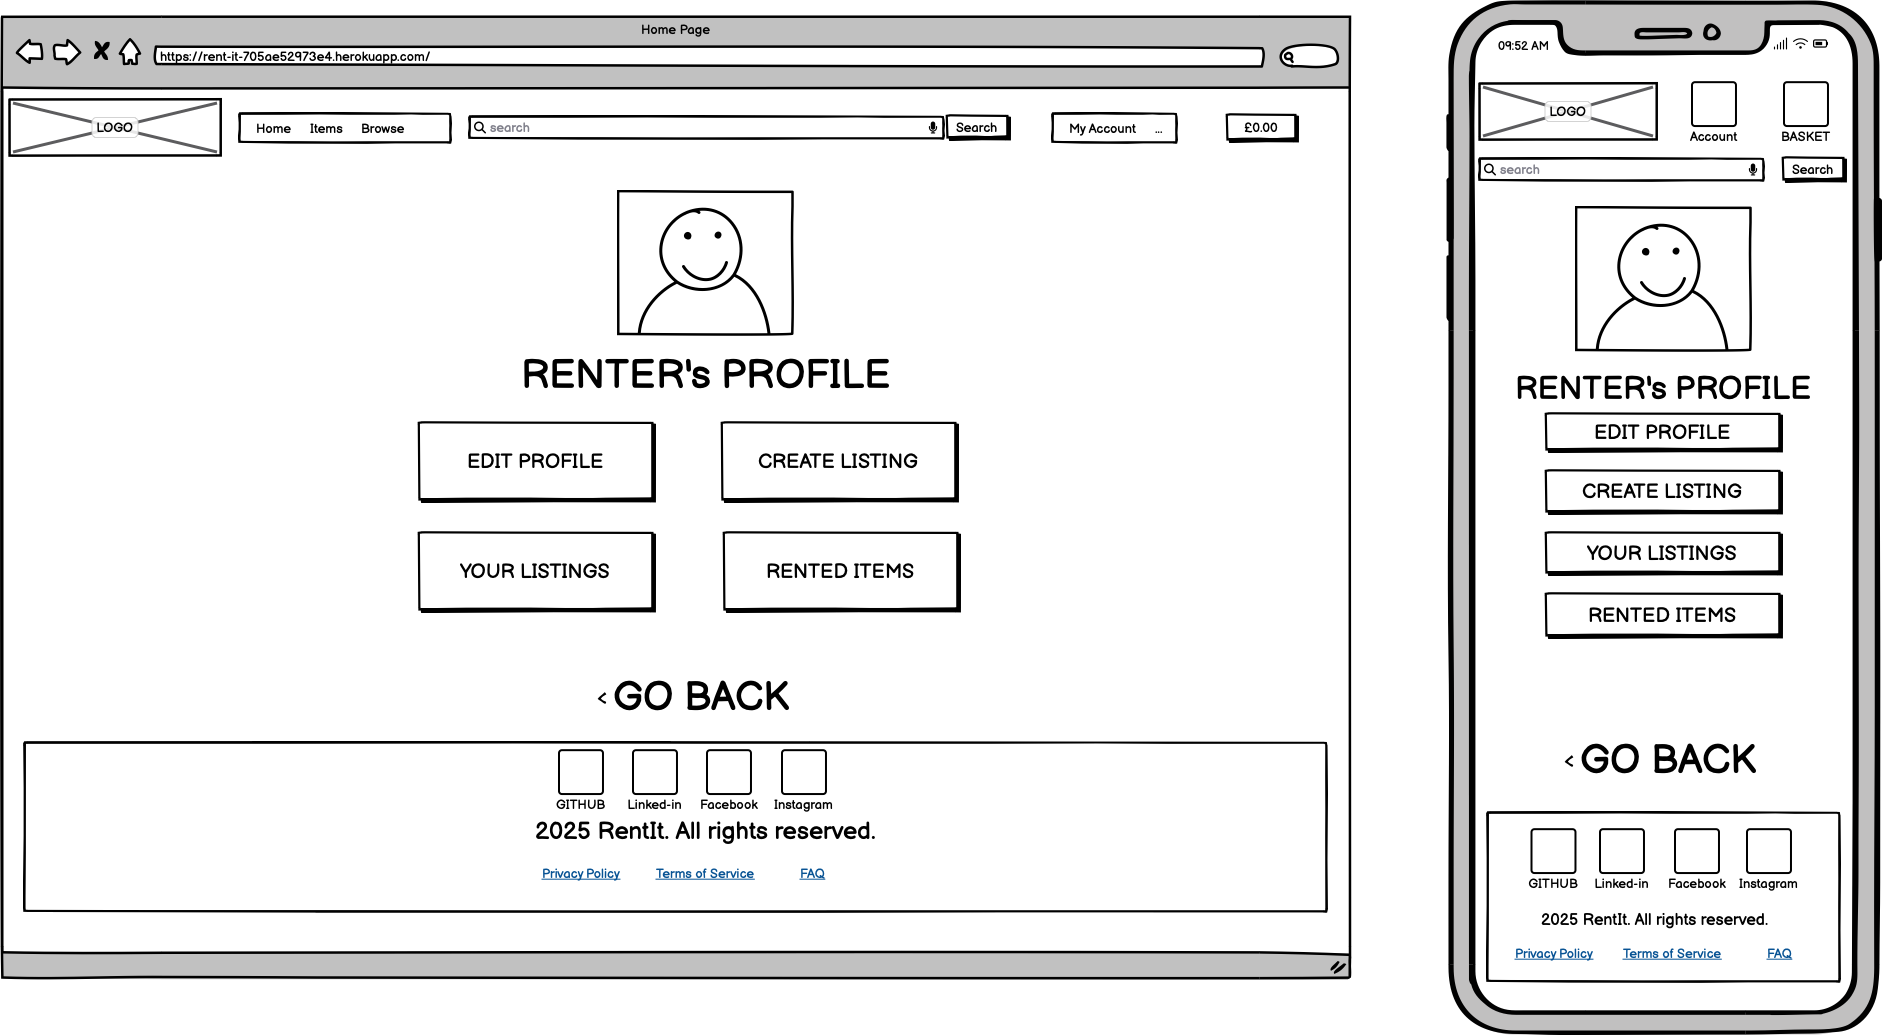 Home Page
https://rent-it-705ae52973e4.herokuapp.com/
LOGO
Home Items Browse
search
Search
My Account ...
£0.00
RENTER's PROFILE
EDIT PROFILE
CREATE LISTING
YOUR LISTINGS
RENTED ITEMS
< GO BACK
GITHUB Linked-in Facebook Instagram
2025 RentIt. All rights reserved.
Privacy Policy Terms of Service FAQ
09:52 AM
LOGO
Account
BASKET
search
Search
RENTER's PROFILE
EDIT PROFILE
CREATE LISTING
YOUR LISTINGS
RENTED ITEMS
< GO BACK
GITHUB Linked-in Facebook Instagram
2025 RentIt. All rights reserved.
Privacy Policy Terms of Service FAQ